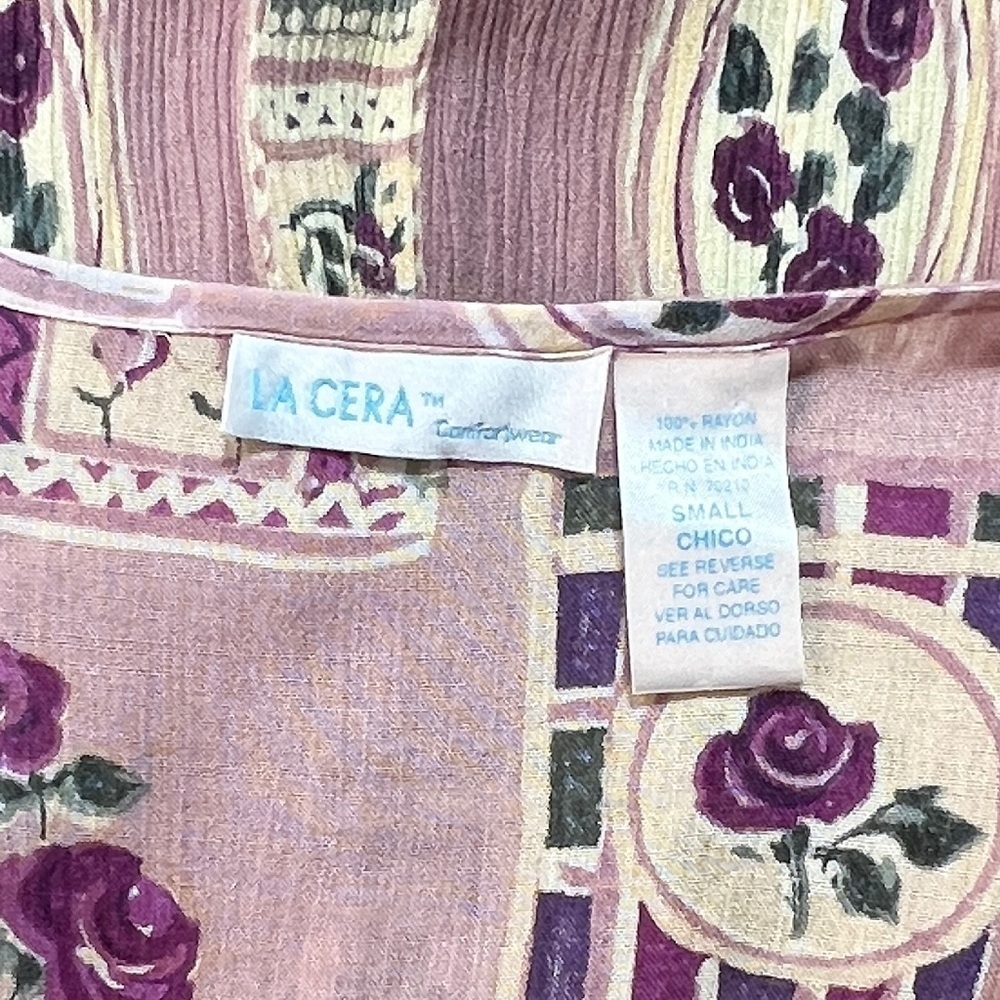 LA CERA™
Comfortwear
100% RAYON
MADE IN INDIA
HECHO EN INDIA
R.N. 70210
SMALL
CHICO
SEE REVERSE
FOR CARE
VER AL DORSO
PARA CUIDADO